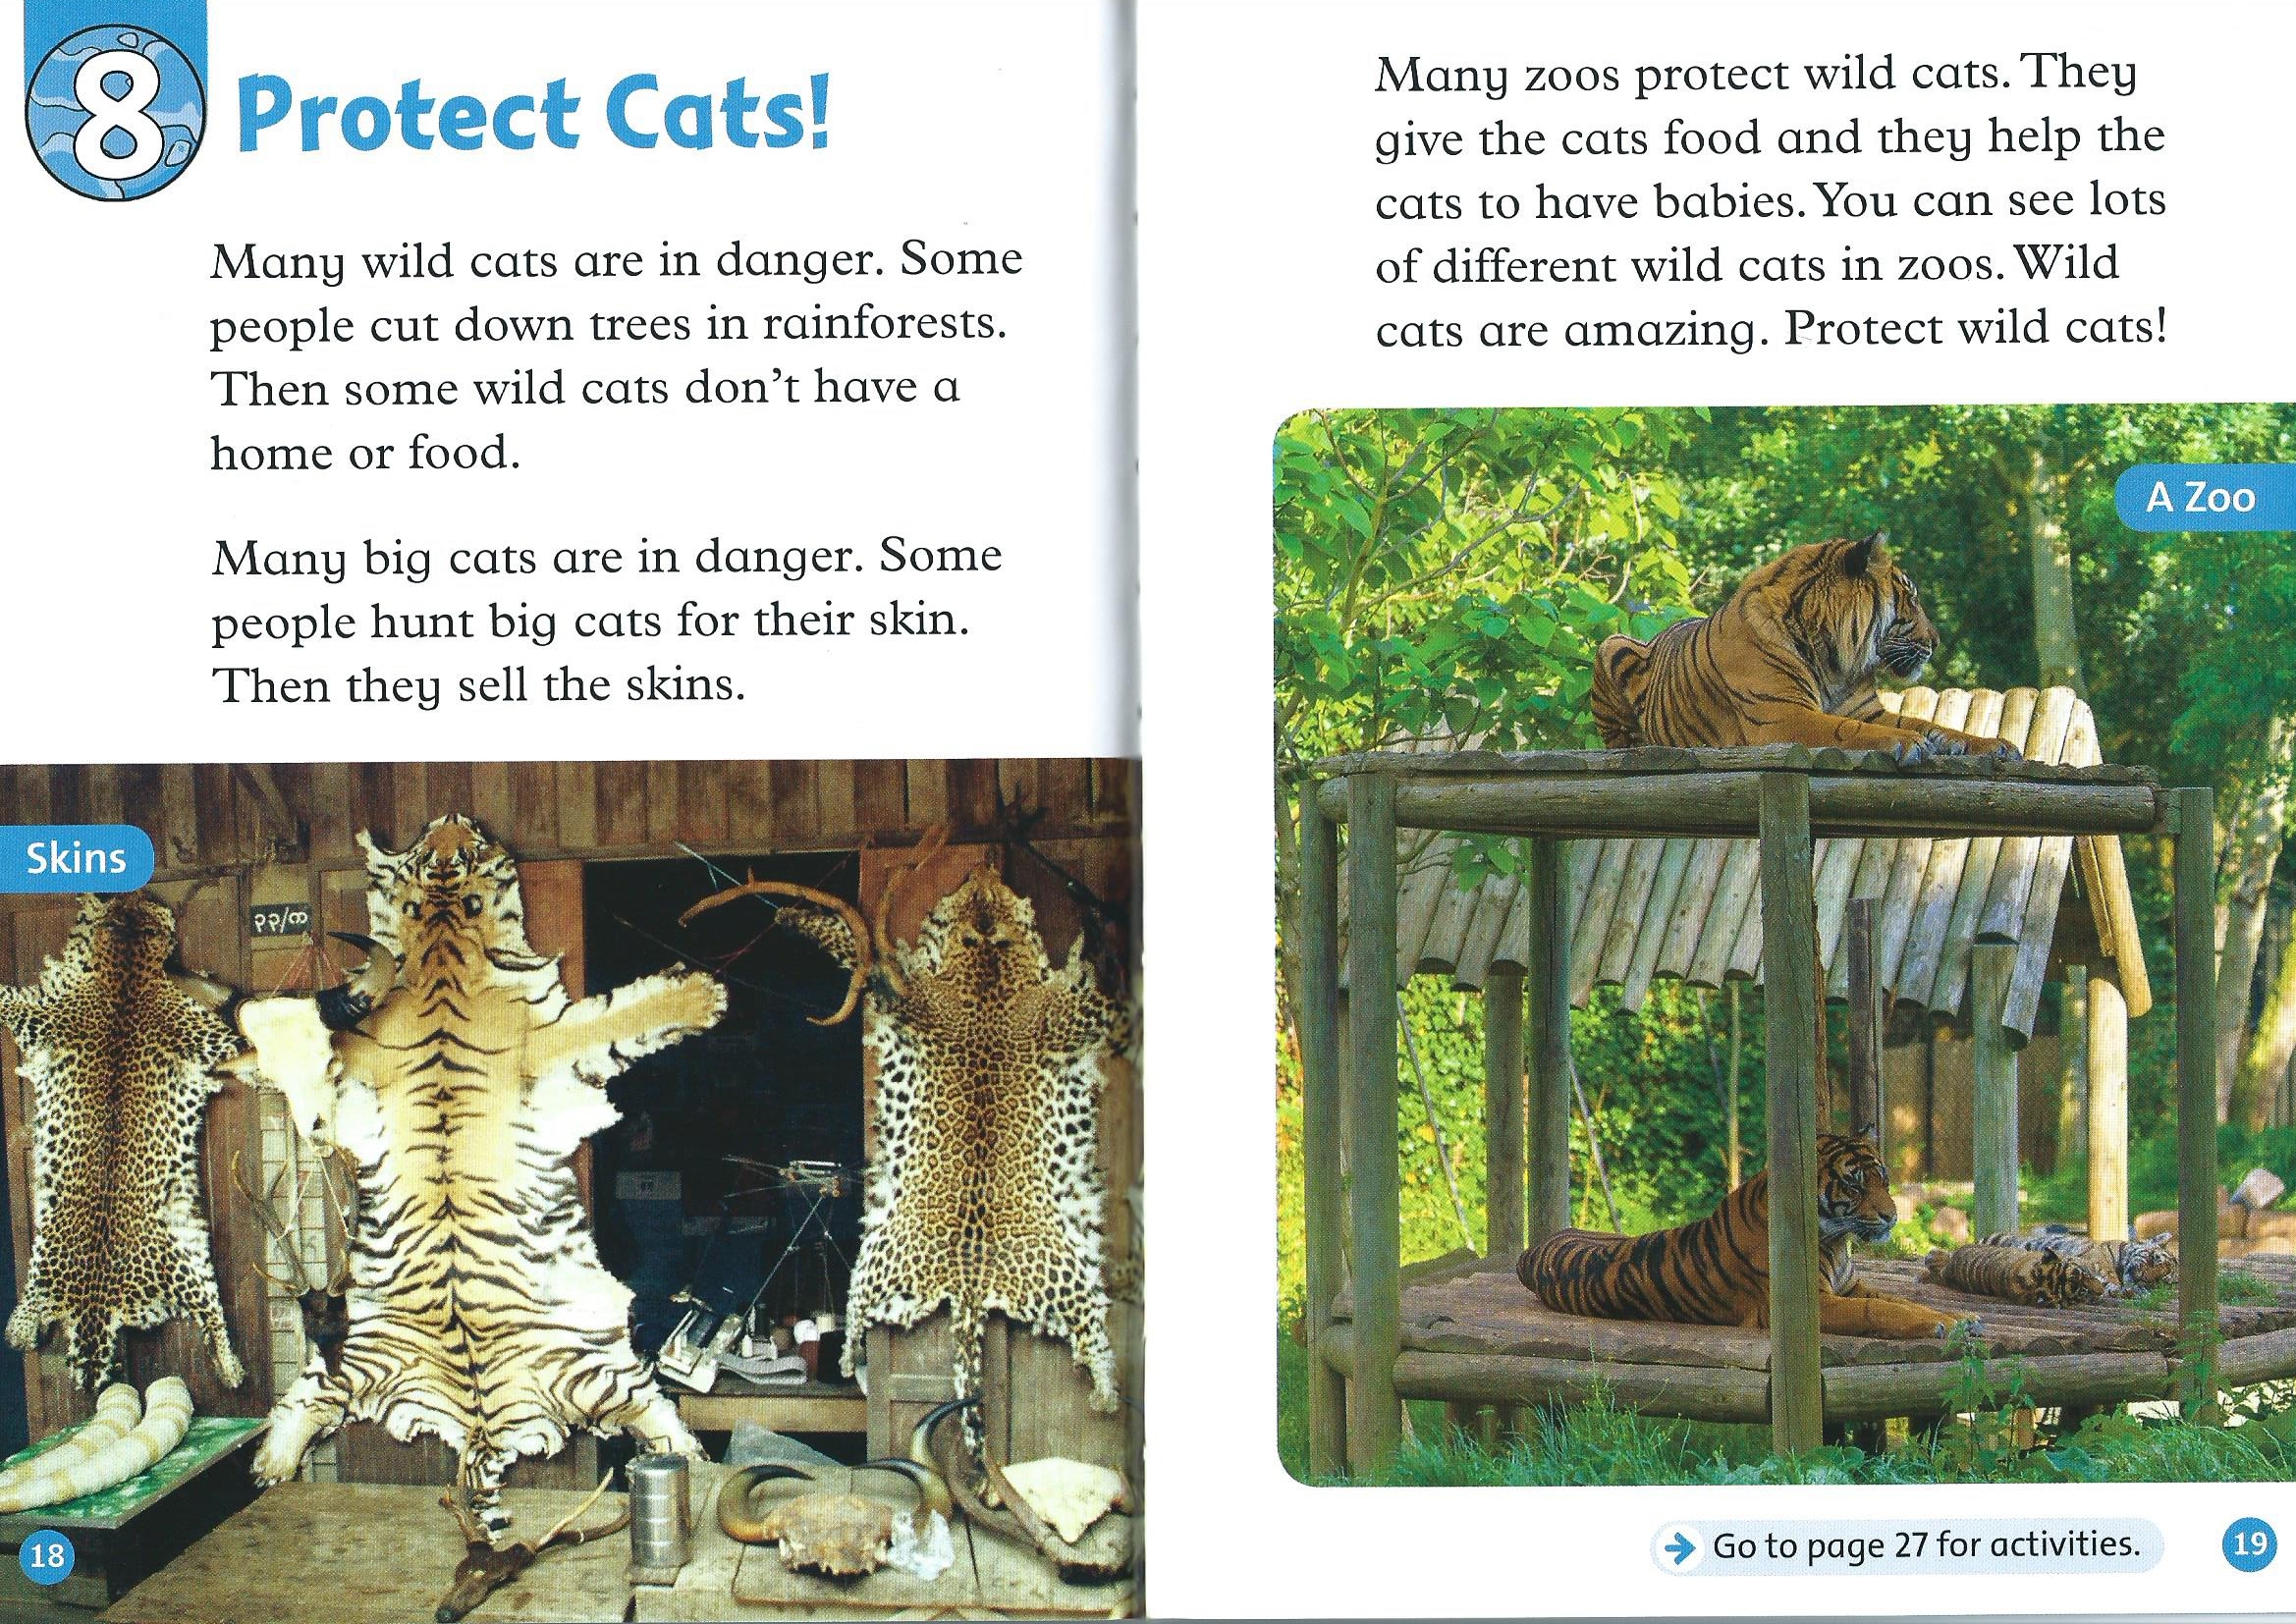 8 Protect Cats!
Many wild cats are in danger. Some
people cut down trees in rainforests.
Then some wild cats don't have a
home or food.
Many big cats are in danger. Some
people hunt big cats for their skin.
Then they sell the skins.
Skins
18
Many zoos protect wild cats. They
give the cats food and they help the
cats to have babies. You can see lots
of different wild cats in zoos. Wild
cats are amazing. Protect wild cats!
A Zoo
Go to page 27 for activities.
19